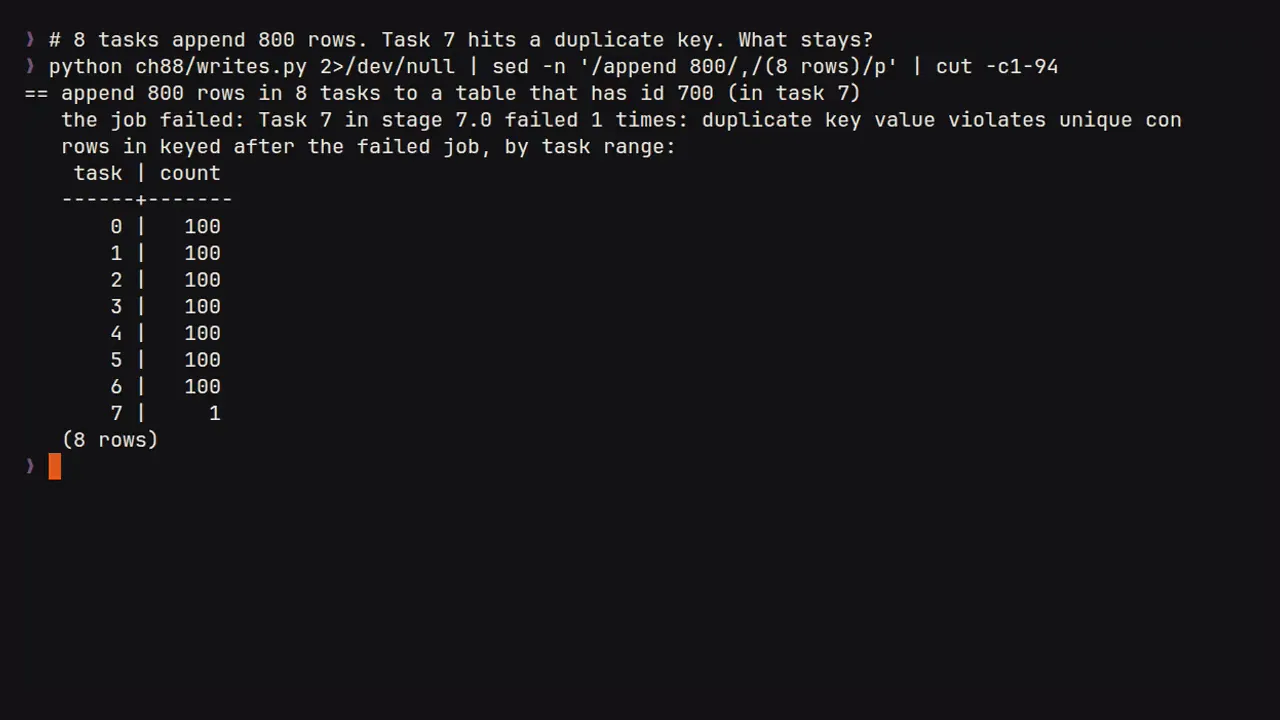 ❯ # 8 tasks append 800 rows. Task 7 hits a duplicate key. What stays?
❯ python ch88/writes.py 2>/dev/null | sed -n '/append 800/,/(8 rows)/p' | cut -c1-94
== append 800 rows in 8 tasks to a table that has id 700 (in task 7)
   the job failed: Task 7 in stage 7.0 failed 1 times: duplicate key value violates unique con
   rows in keyed after the failed job, by task range:
    task | count
   ------+-------
       0 |   100
       1 |   100
       2 |   100
       3 |   100
       4 |   100
       5 |   100
       6 |   100
       7 |     1
   (8 rows)
❯